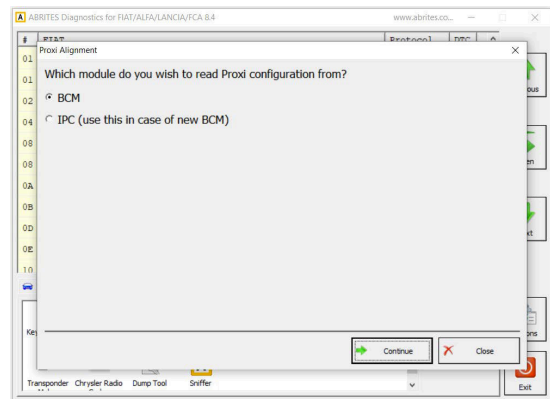 A ABRITES Diagnostics for FIAT/ALFA/LANCIA/FCA 8.4 www.abrites.co...
# FIAT Protocol DTC
Proxi Alignment
01
Which module do you wish to read Proxi configuration from?
01
BCM
02
IPC (use this in case of new BCM)
04
08
08
0A
0B
0D
0E
10
Continue
Close
Transponder Chrysler Radio Dump Tool Sniffer
Exit